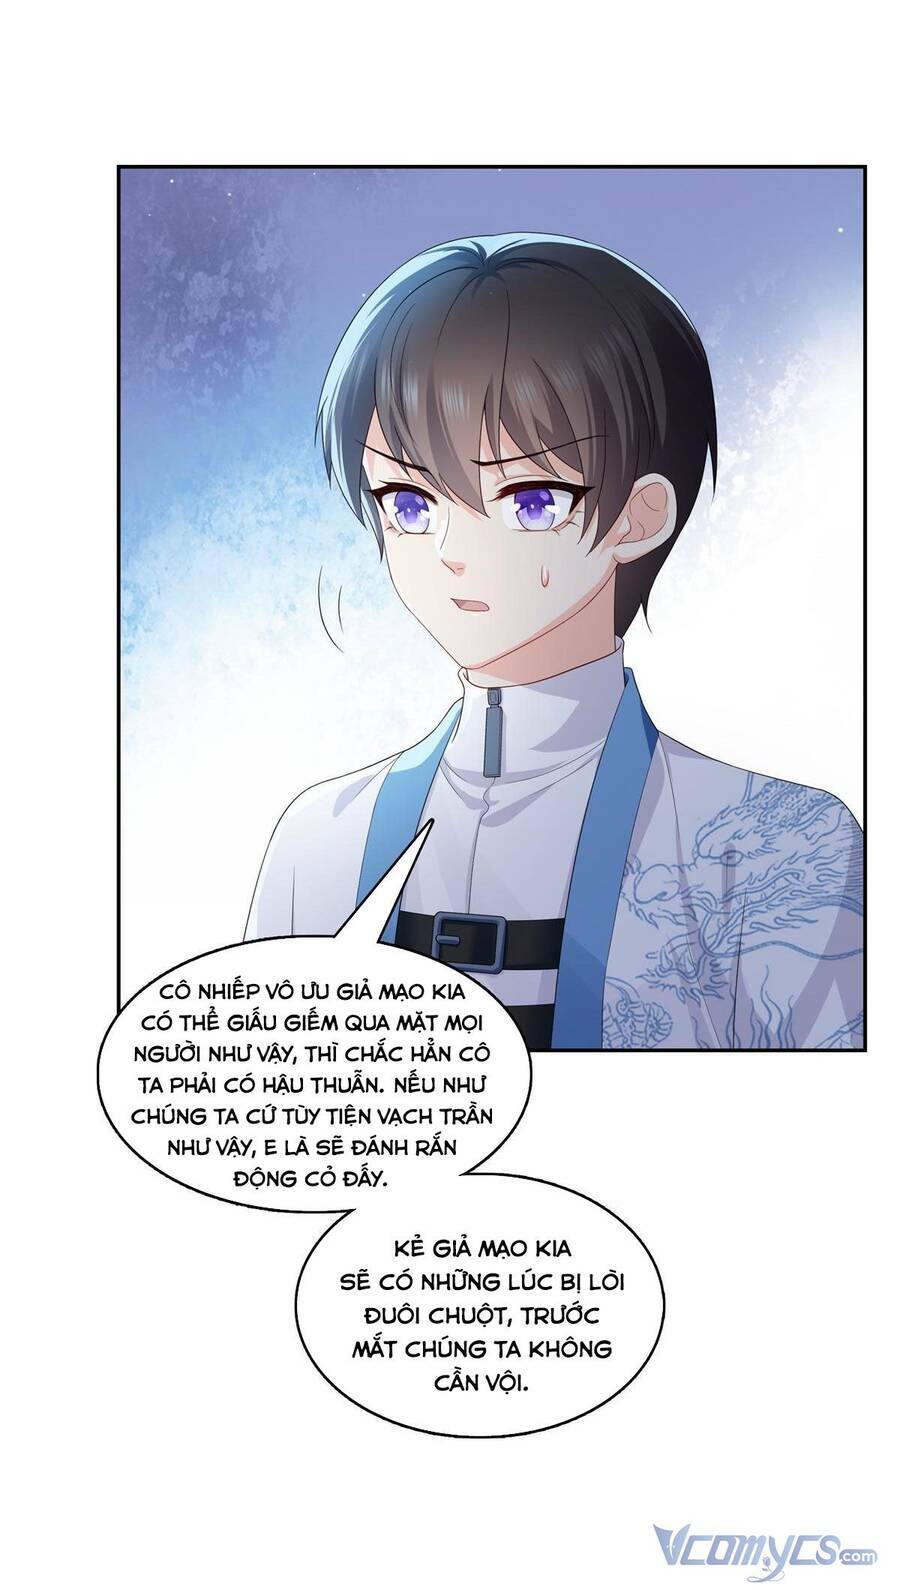 CÔ NHIẾP VÔ ƯU GIẢ MẠO KIA
CÓ THỂ GIẤU GIẾM QUA MẶT MỌI
NGƯỜI NHƯ VẬY, THÌ CHẮC HẲN CÔ
TA PHẢI CÓ HẬU THUẪN. NẾU NHƯ
CHÚNG TA CỨ TÙY TIỆN VẠCH TRẦN
NHƯ VẬY, E LÀ SẼ ĐÁNH RẮN
ĐỘNG CỎ ĐẤY.
KẺ GIẢ MẠO KIA
SẼ CÓ NHỮNG LÚC BỊ LÒI
ĐUÔI CHUỘT, TRƯỚC
MẮT CHÚNG TA KHÔNG
CẦN VỘI.
VCOMYCS.com